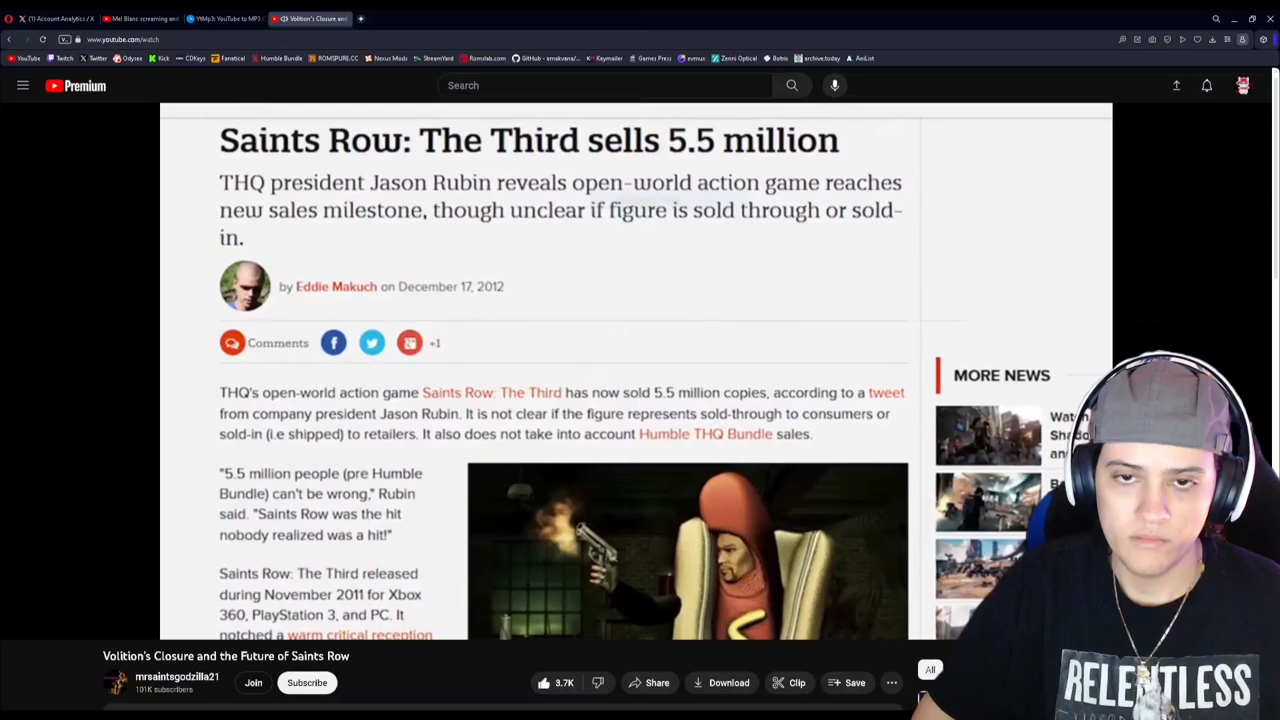 (1) Account Analytics / X
Mel Blanc screaming and
YtMp3: YouTube to MP3
Volition's Closure and
www.youtube.com/watch
YouTube Twitch Twitter Odysee Kick CDKeys Fanatical Humble Bundle ROMSPURE.CC Nexus Mods StreamYard Romslab.com GitHub - amakvana/... Keymailer Games Press evmux Zenni Optical Botrix archive.today AniList
Premium
Search
Saints Row: The Third sells 5.5 million
THQ president Jason Rubin reveals open-world action game reaches
new sales milestone, though unclear if figure is sold through or sold-
in.
by Eddie Makuch on December 17, 2012
Comments
+1
THQ's open-world action game Saints Row: The Third has now sold 5.5 million copies, according to a tweet
from company president Jason Rubin. It is not clear if the figure represents sold-through to consumers or
sold-in (i.e shipped) to retailers. It also does not take into account Humble THQ Bundle sales.
"5.5 million people (pre Humble
Bundle) can't be wrong," Rubin
said. "Saints Row was the hit
nobody realized was a hit!"
Saints Row: The Third released
during November 2011 for Xbox
360, PlayStation 3, and PC. It
notched a warm critical reception
MORE NEWS
Volition's Closure and the Future of Saints Row
mrsaintsgodzilla21
101K subscribers
Join
Subscribe
3.7K
Share
Download
Clip
Save
All
RELENTLESS